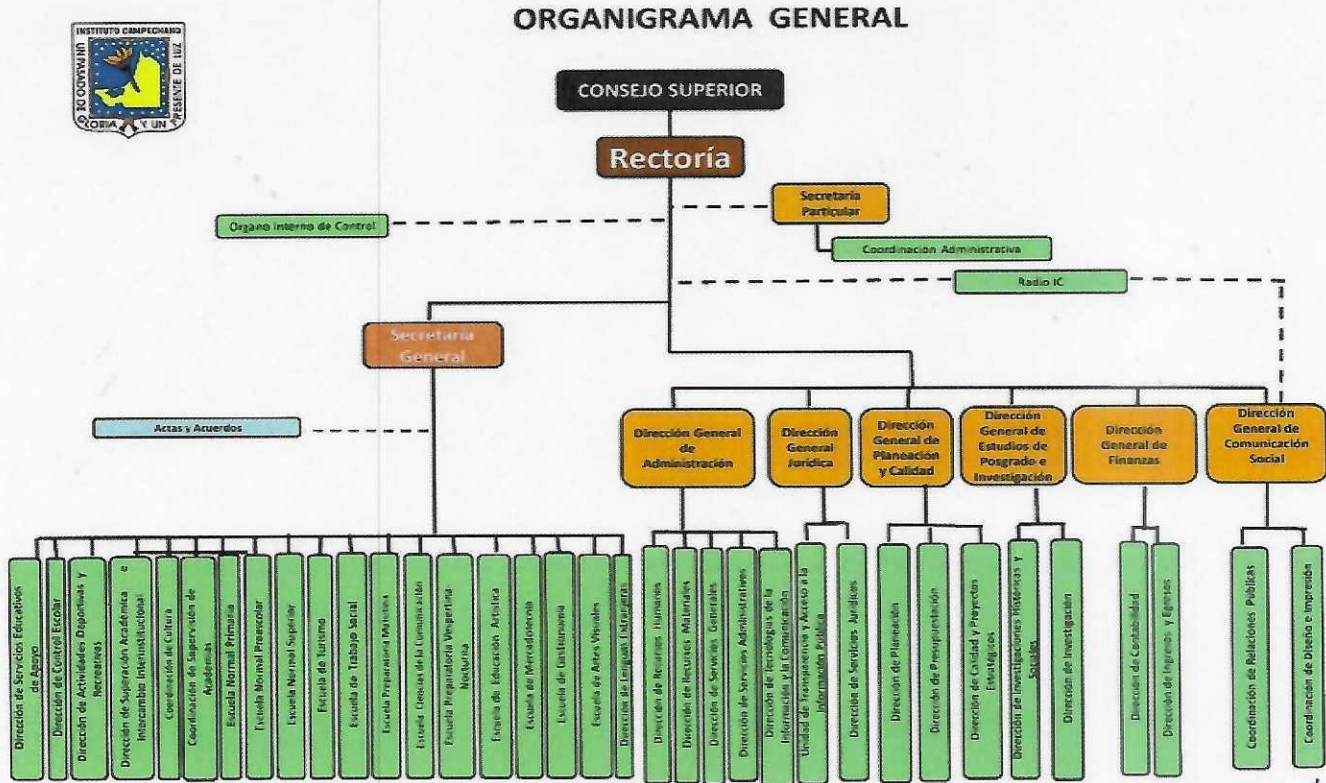 ORGANIGRAMA GENERAL
INSTITUTO CAMPECHANO
UN PASADO DE
GLORIA Y UN
PRESENTE DE LUZ
CONSEJO SUPERIOR
Rectoría
Secretaría
Particular
Organo Interno de Control
Coordinación Administrativa
Radio IC
Secretaría
General
Actas y Acuerdos
Dirección General
de
Administración
Dirección
General
Jurídica
Dirección
General de
Planeación
y Calidad
Dirección
General de
Estudios de
Posgrado e
Investigación
Dirección
General de
Finanzas
Dirección
General de
Comunicación
Social
Dirección de Servicios Educativos
de Apoyo
Dirección de Control Escolar
Dirección de Actividades Deportivas y
Recreativas
Dirección de Superación Académica e
Intercambio Interinstitucional
Coordinación de Cultura
Coordinación de Supervisión de
Academias
Escuela Normal Primaria
Escuela Normal Preescolar
Escuela Normal Superior
Escuela de Turismo
Escuela de Trabajo Social
Escuela Preparatoria Matutina
Escuela Ciencias de la Comunicación
Escuela Preparatoria Vespertina
Nocturna
Escuela de Educación Artística
Escuela de Mercadotecnia
Escuela de Gastronomía
Escuela de Artes Visuales
Dirección de Lenguas Extranjeras
Dirección de Recursos Humanos
Dirección de Recursos Materiales
Dirección de Servicios Generales
Dirección de Servicios Administrativos
Dirección de Tecnologías de la
Información y la Comunicación
Unidad de Transparencia y Acceso a la
Información Pública
Dirección de Servicios Jurídicos
Dirección de Planeación
Dirección de Presupuestación
Dirección de Calidad y Proyectos
Estratégicos
Dirección de Investigaciones Históricas y
Sociales
Dirección de Investigación
Dirección de Contabilidad
Dirección de Ingresos y Egresos
Coordinación de Relaciones Públicas
Coordinación de Diseño e Impresión